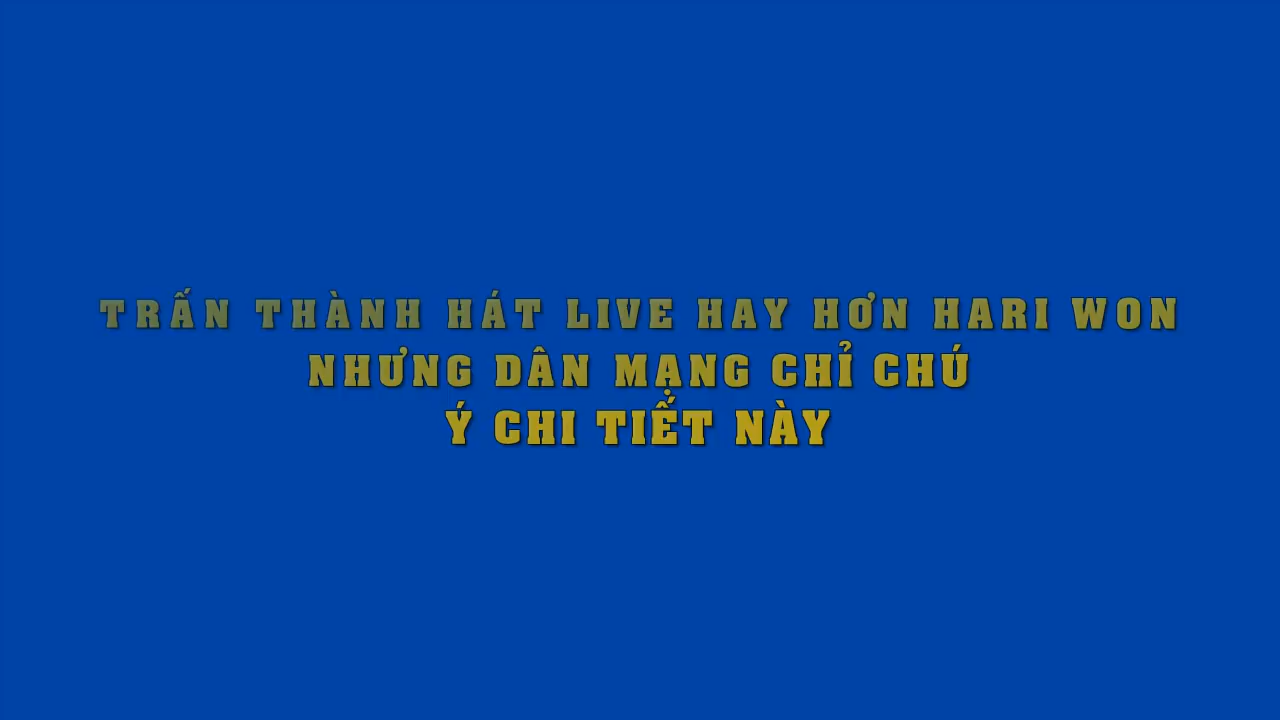 TRẤN THÀNH HÁT LIVE HAY HƠN HARI WON
NHƯNG DÂN MẠNG CHỈ CHÚ
Ý CHI TIẾT NÀY